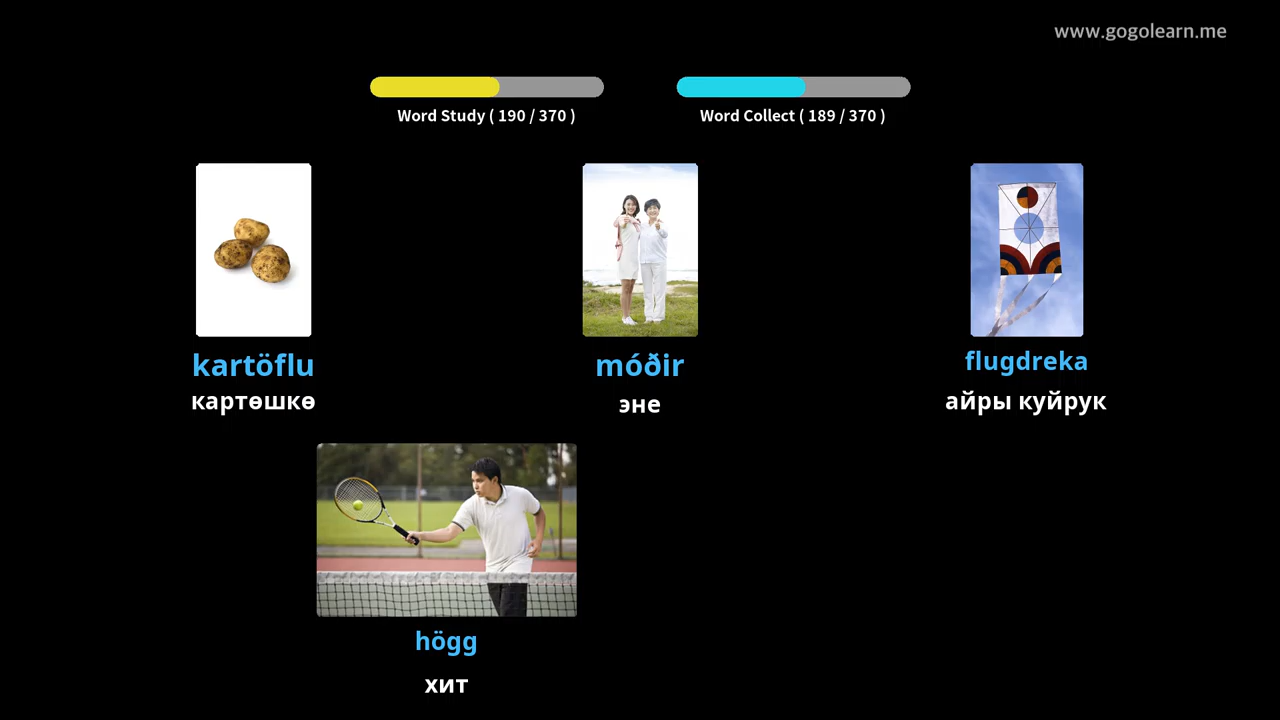 www.gogolearn.me
Word Study ( 190 / 370 )
Word Collect ( 189 / 370 )
kartöflu
картөшкө
móðir
эне
flugdreka
айры куйрук
högg
хит